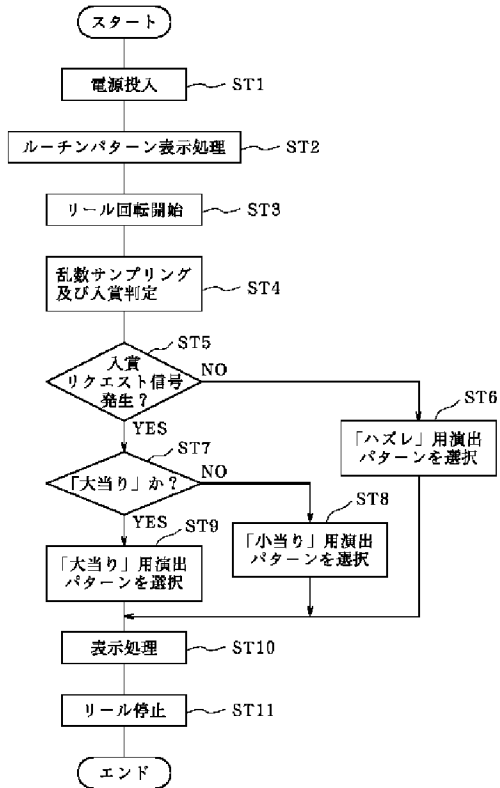 スタート
電源投入
ST1
ルーチンパターン表示処理
ST2
リール回転開始
ST3
乱数サンプリング
及び入賞判定
ST4
ST5
入賞
リクエスト信号
発生?
NO
YES
ST6
「ハズレ」用演出
パターンを選択
ST7
「大当り」か?
NO
YES
ST8
「小当り」用演出
パターンを選択
ST9
「大当り」用演出
パターンを選択
表示処理
ST10
リール停止
ST11
エンド